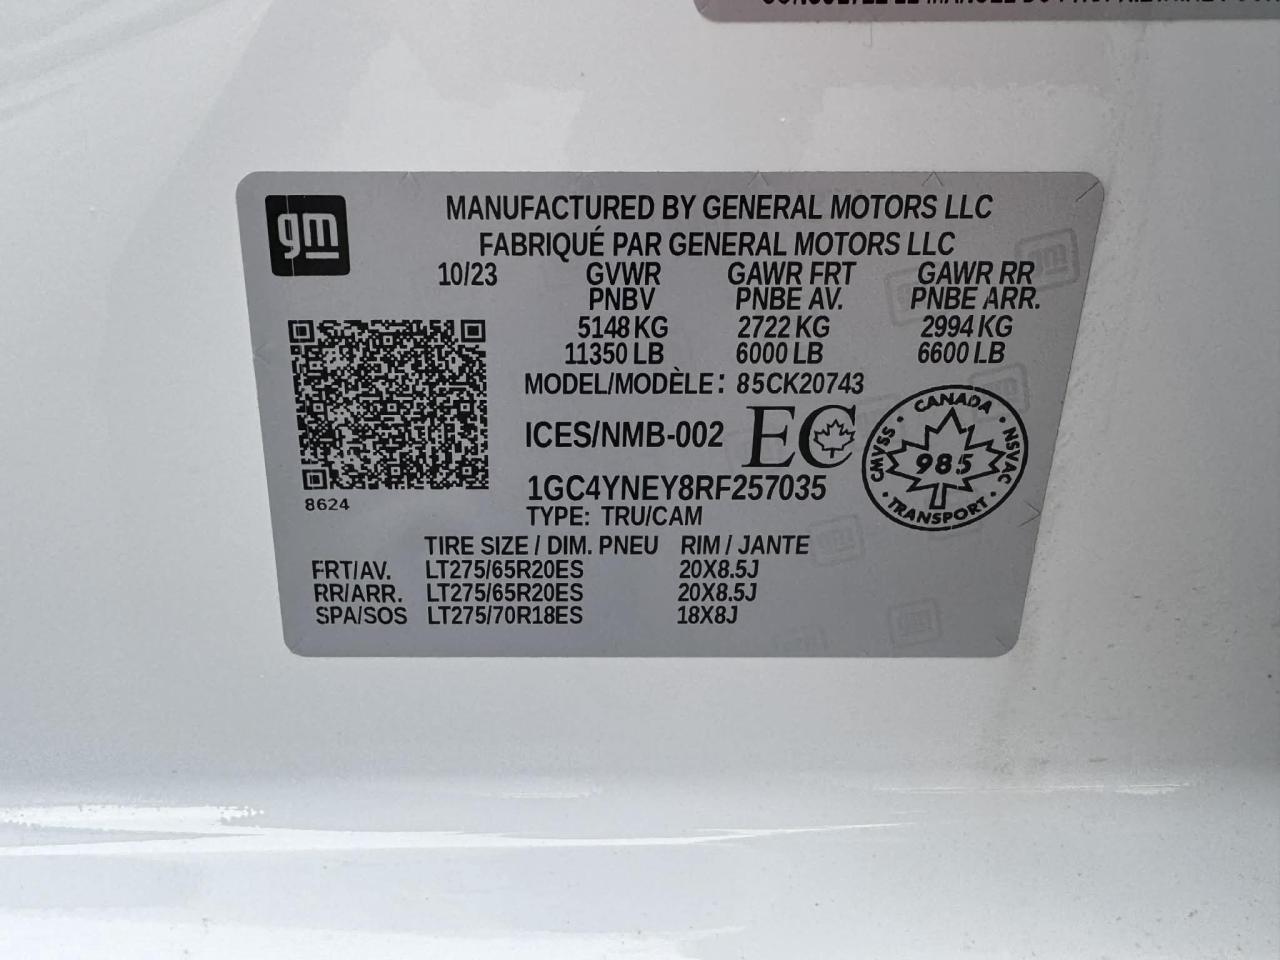 gm
MANUFACTURED BY GENERAL MOTORS LLC
FABRIQUÉ PAR GENERAL MOTORS LLC
10/23 GVWR GAWR FRT GAWR RR
PNBV PNBE AV. PNBE ARR.
5148 KG 2722 KG 2994 KG
11350 LB 6000 LB 6600 LB
MODEL/MODÈLE: 85CK20743
ICES/NMB-002 EC
CANADA
CMVSS 985 NSVAC
TRANSPORT
1GC4YNEY8RF257035
8624
TYPE: TRU/CAM
TIRE SIZE / DIM. PNEU RIM / JANTE
FRT/AV. LT275/65R20ES 20X8.5J
RR/ARR. LT275/65R20ES 20X8.5J
SPA/SOS LT275/70R18ES 18X8J